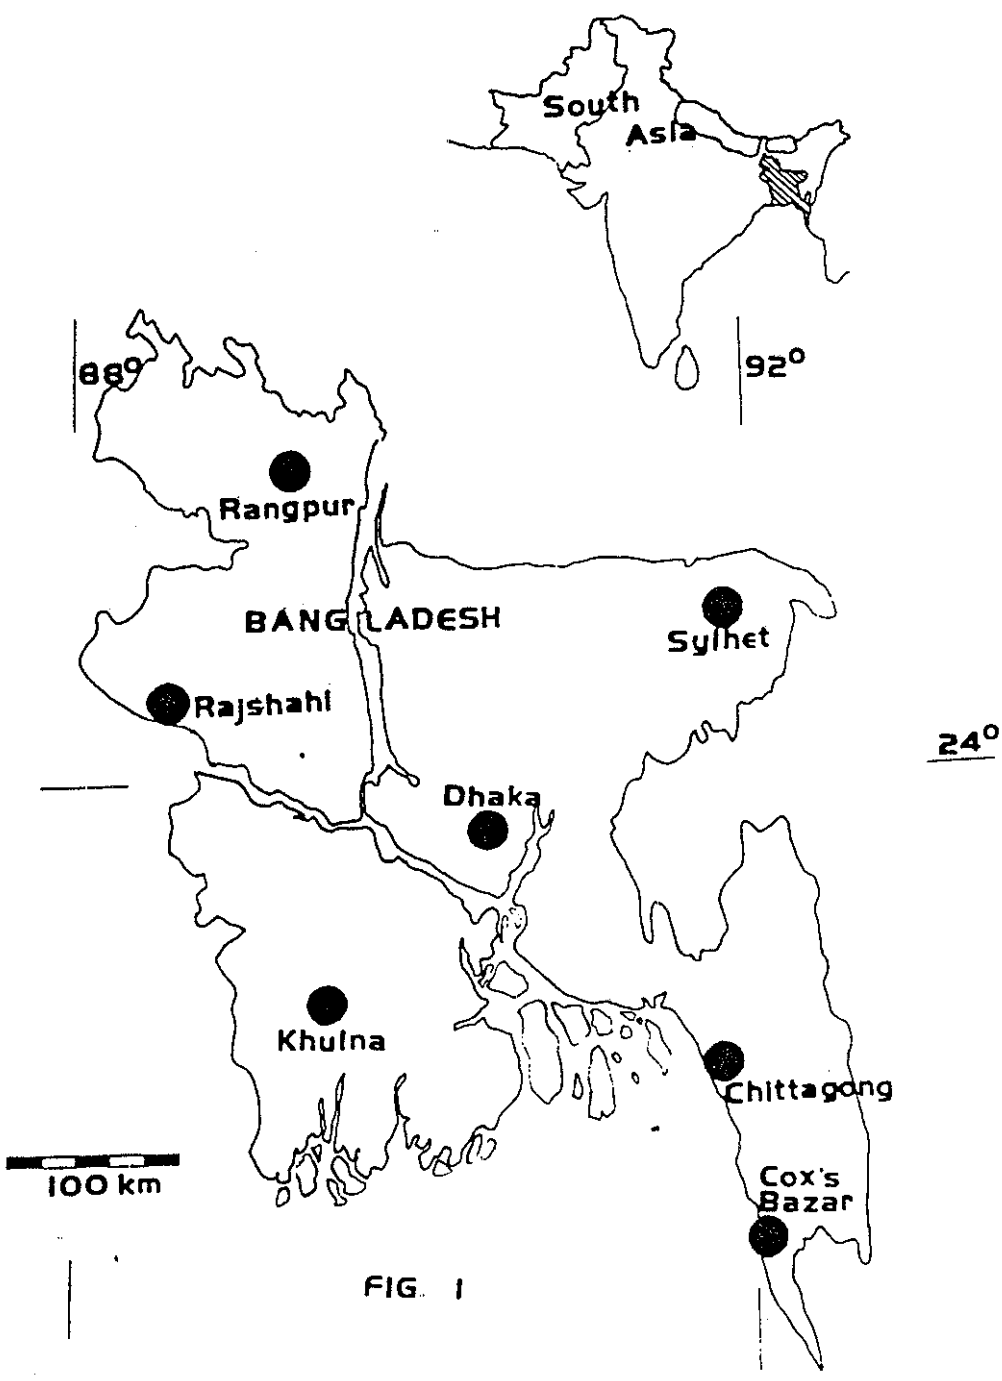 South
Asia
88°
92°
Rangpur
BANGLADESH
Sylhet
Rajshahi
24°
Dhaka
Khulna
Chittagong
Cox's
Bazar
100 km
FIG. 1